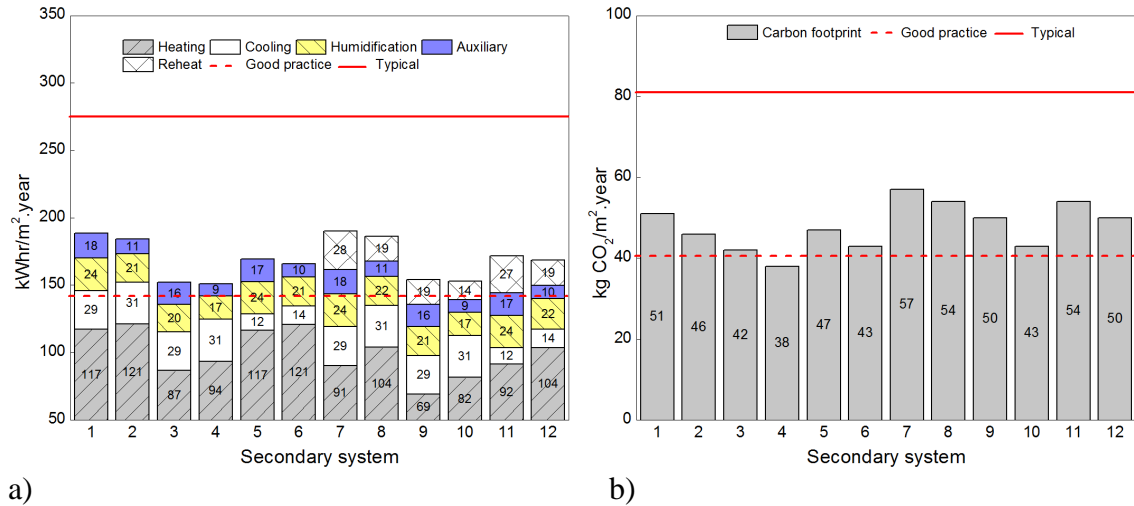 350
300
250
200
150
100
50
kWhr/m².year
Heating Cooling Humidification Auxiliary
Reheat Good practice Typical
18 11 16 9 17 10 28 19 19 14 27 19
24 21 20 17 24 21 18 11 16 9 17 10
29 31 29 31 12 14 24 22 21 17 24 22
117 121 87 94 117 121 29 31 29 31 12 14
91 104 69 82 92 104
1 2 3 4 5 6 7 8 9 10 11 12
Secondary system
a)
100
80
60
40
20
0
kg CO₂/m².year
Carbon footprint Good practice Typical
51 46 42 38 47 43 57 54 50 43 54 50
1 2 3 4 5 6 7 8 9 10 11 12
Secondary system
b)